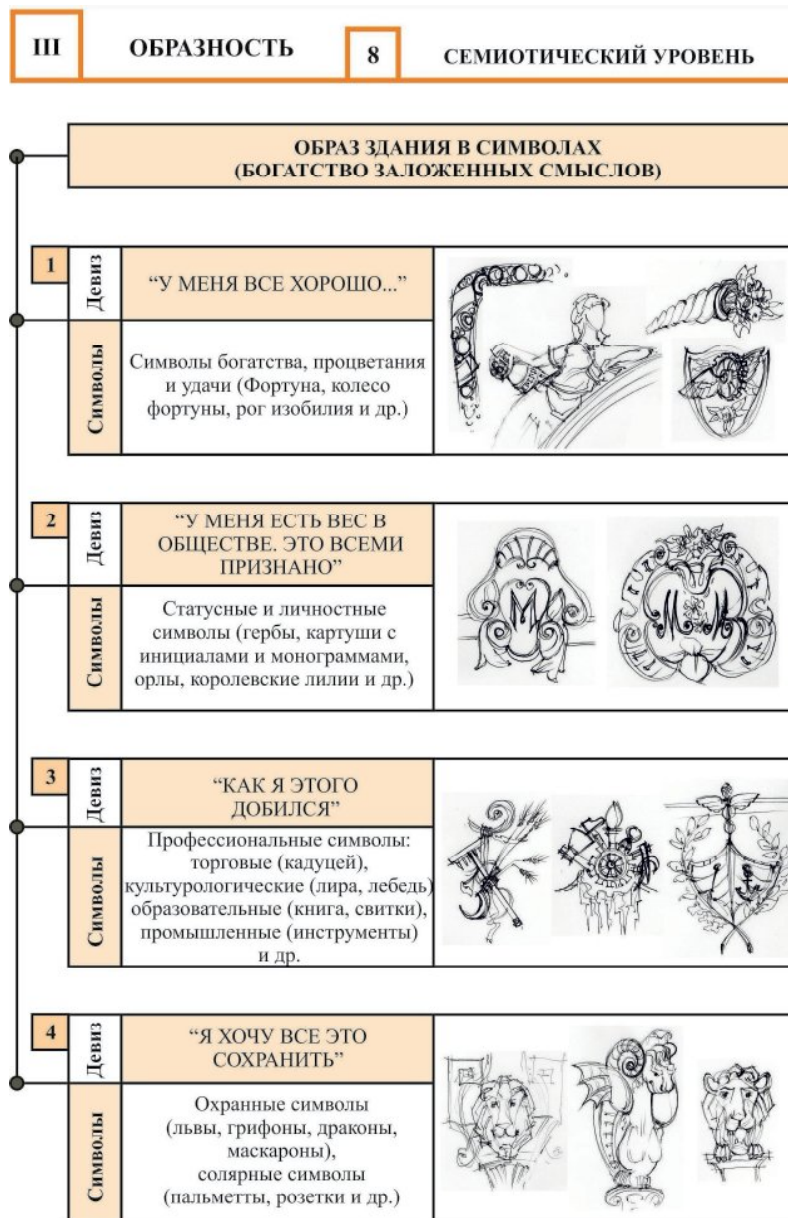 III ОБРАЗНОСТЬ 8 СЕМИОТИЧЕСКИЙ УРОВЕНЬ
ОБРАЗ ЗДАНИЯ В СИМВОЛАХ
(БОГАТСТВО ЗАЛОЖЕННЫХ СМЫСЛОВ)
1
Девиз
“У МЕНЯ ВСЕ ХОРОШО...”
Символы
Символы богатства, процветания
и удачи (Фортуна, колесо
фортуны, рог изобилия и др.)
2
Девиз
“У МЕНЯ ЕСТЬ ВЕС В
ОБЩЕСТВЕ. ЭТО ВСЕМИ
ПРИЗНАНО”
Символы
Статусные и личностные
символы (гербы, картуши с
инициалами и монограммами,
орлы, королевские лилии и др.)
М
М М
3
Девиз
“КАК Я ЭТОГО
ДОБИЛСЯ”
Символы
Профессиональные символы:
торговые (кадуцей),
культурологические (лира, лебедь)
образовательные (книга, свитки),
промышленные (инструменты)
и др.
4
Девиз
“Я ХОЧУ ВСЕ ЭТО
СОХРАНИТЬ”
Символы
Охранные символы
(львы, грифоны, драконы,
маскароны),
солярные символы
(пальметты, розетки и др.)